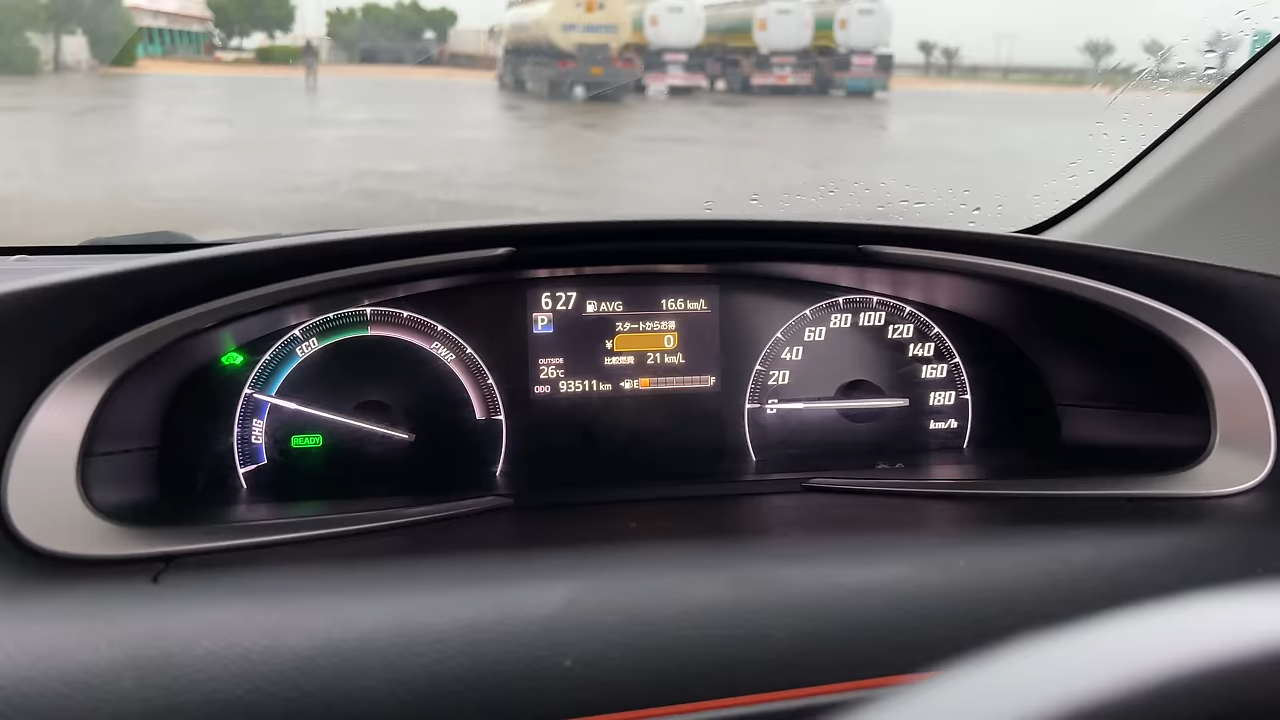 6 27
AVG 16.6 km/L
P
スタートからお得
¥ 0
比較燃費 21 km/L
OUTSIDE
26℃
ODO 93511 km
E F
EV
CHG
ECO
PWR
READY
0
20
40
60
80
100
120
140
160
180
km/h